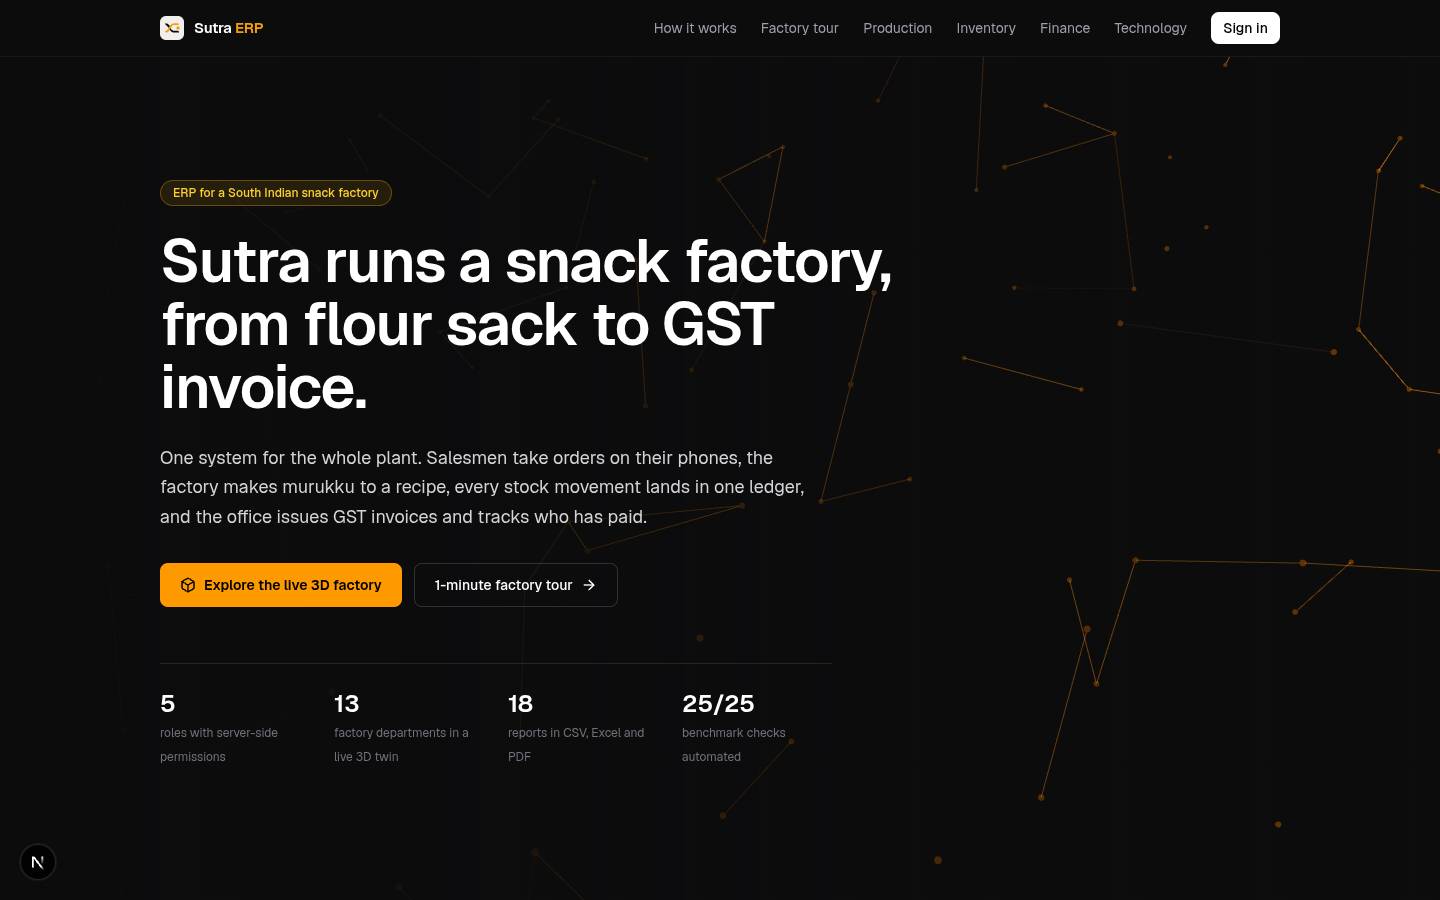 Sutra ERP
How it works
Factory tour
Production
Inventory
Finance
Technology
Sign in
ERP for a South Indian snack factory
Sutra runs a snack factory,
from flour sack to GST
invoice.
One system for the whole plant. Salesmen take orders on their phones, the
factory makes murukku to a recipe, every stock movement lands in one ledger,
and the office issues GST invoices and tracks who has paid.
Explore the live 3D factory
1-minute factory tour
5
roles with server-side
permissions
13
factory departments in a
live 3D twin
18
reports in CSV, Excel and
PDF
25/25
benchmark checks
automated
N